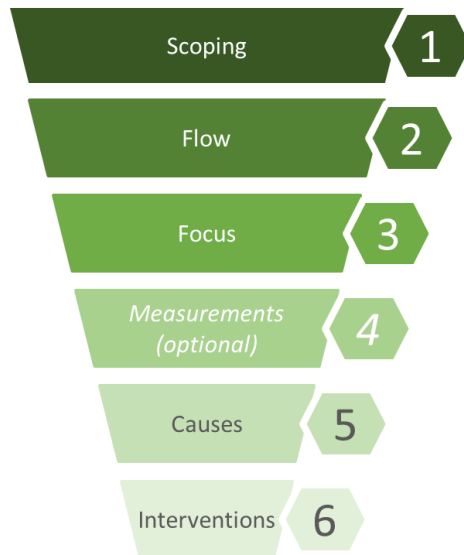 Scoping
1
Flow
2
Focus
3
Measurements
(optional)
4
Causes
5
Interventions
6